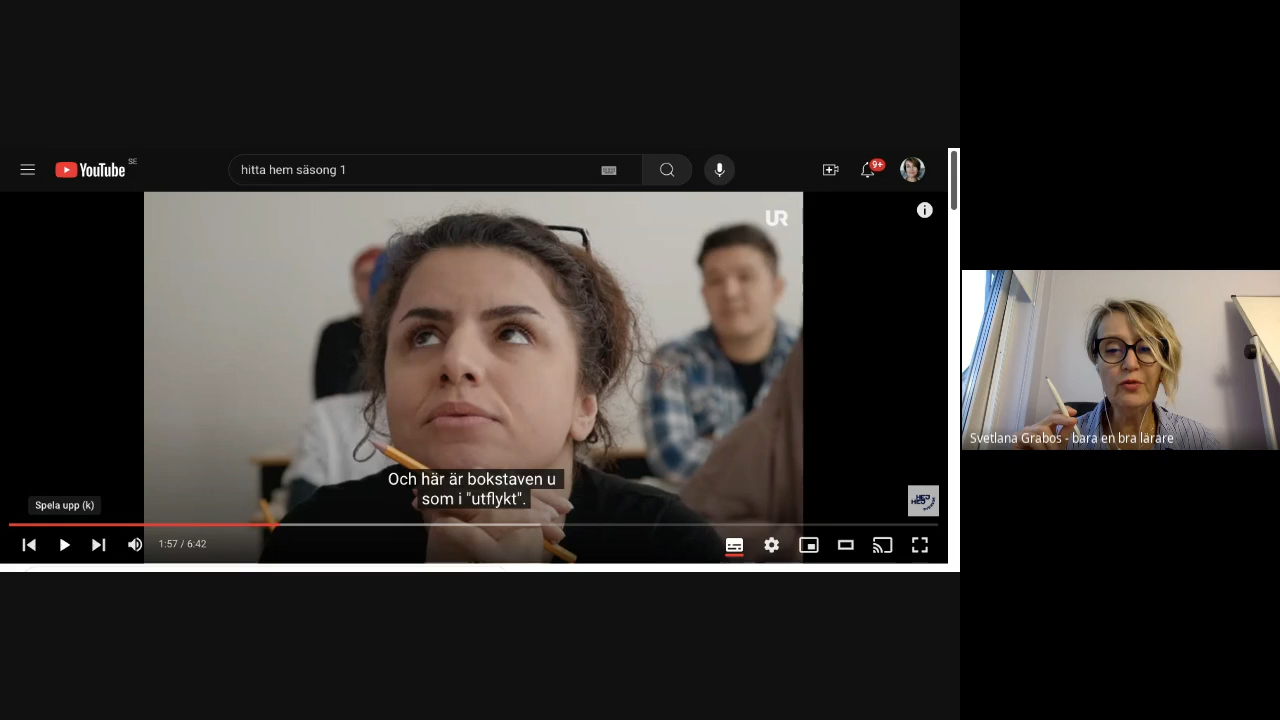 YouTube
SE
hitta hem säsong 1
9+
UR
Och här är bokstaven u
som i "utflykt".
Spela upp (k)
1:57 / 6:42
Svetlana Grabos - bara en bra lärare